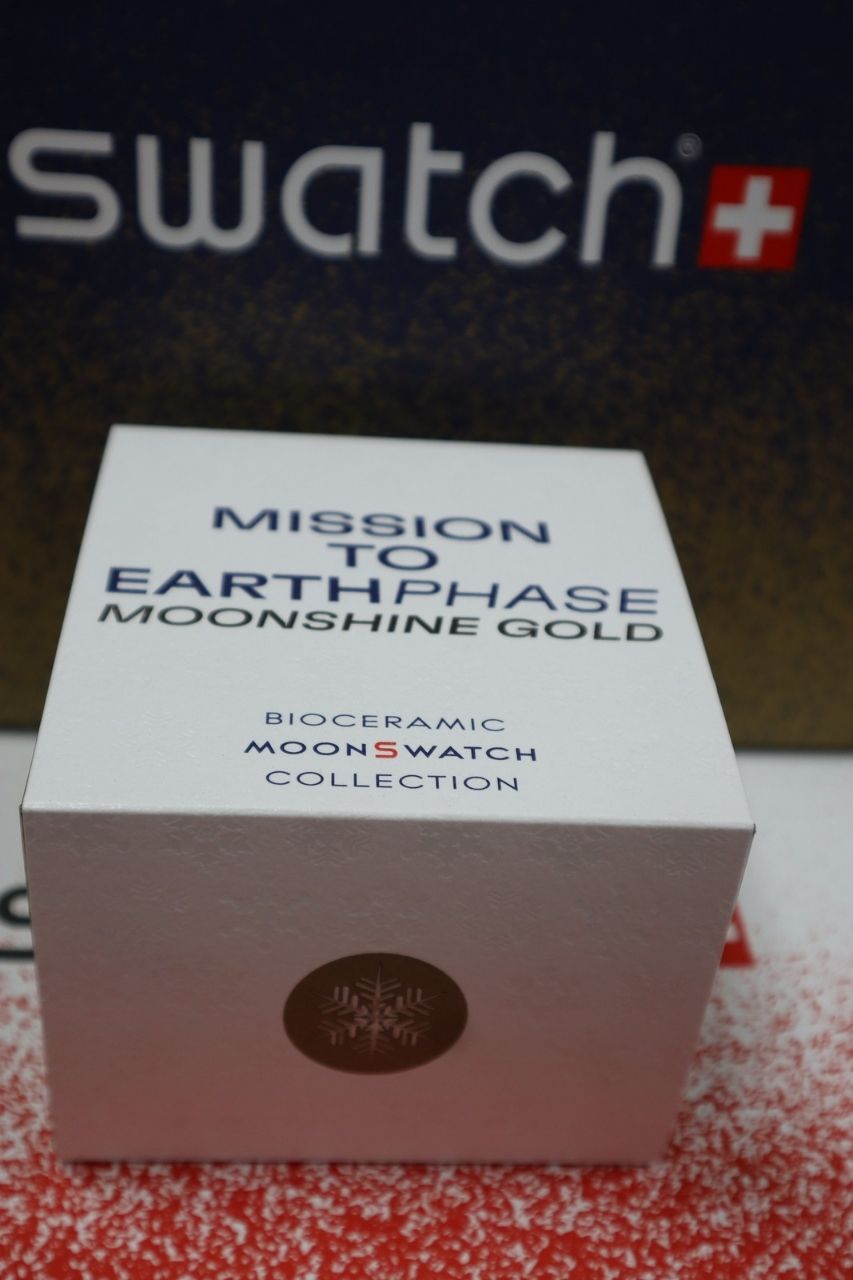 swatch®
MISSION
TO
EARTHPHASE
MOONSHINE GOLD
BIOCERAMIC
MOONSWATCH
COLLECTION